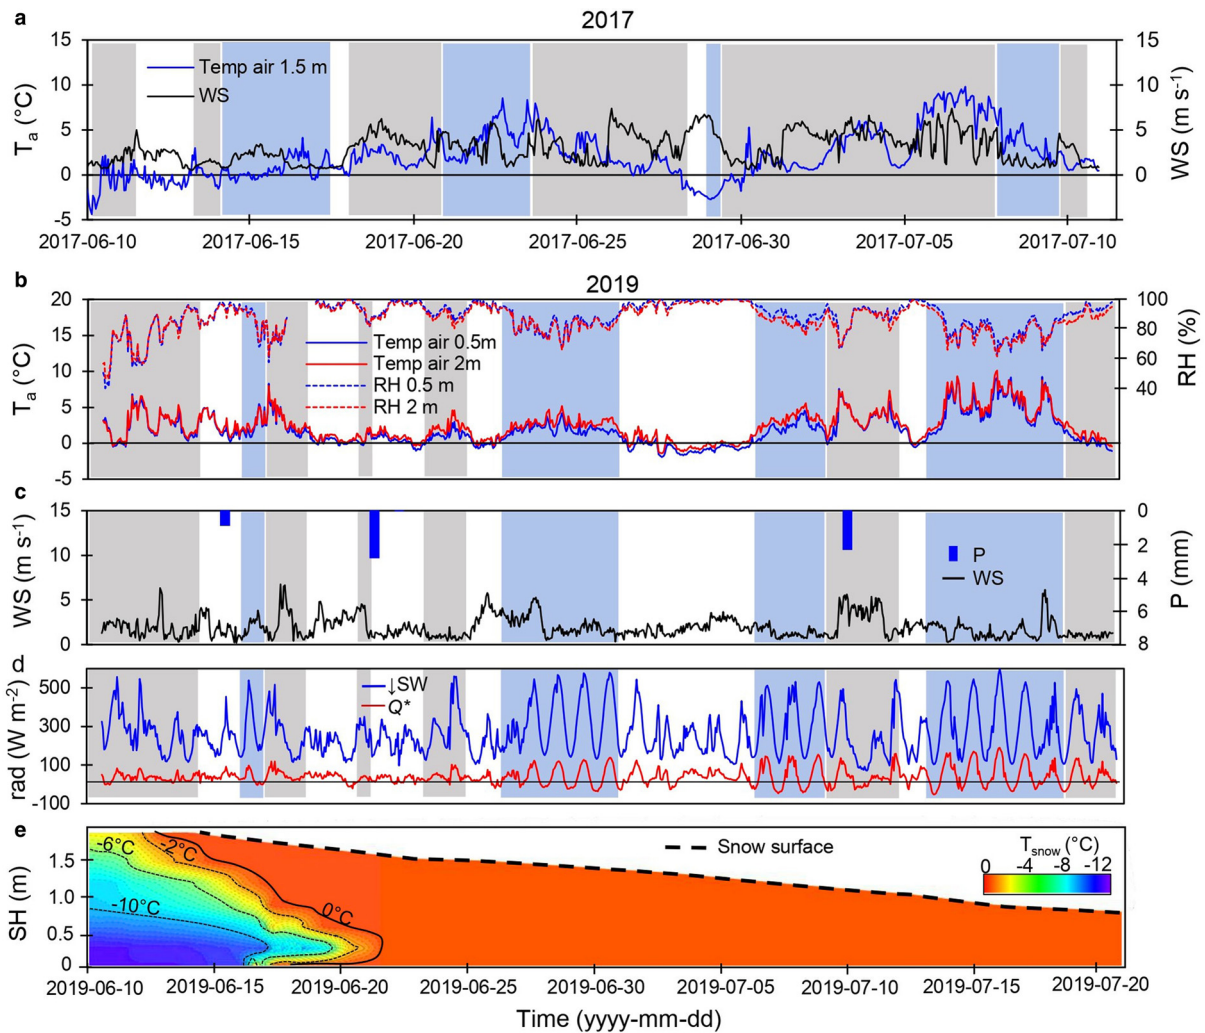 a
2017
15
10
5
0
-5
Tₐ (°C)
Temp air 1.5 m
WS
15
10
5
0
WS (m s⁻¹)
2017-06-10 2017-06-15 2017-06-20 2017-06-25 2017-06-30 2017-07-05 2017-07-10
b
2019
20
15
10
5
0
-5
Tₐ (°C)
Temp air 0.5m
Temp air 2m
RH 0.5 m
RH 2 m
100
80
60
40
RH (%)
c
15
10
5
0
WS (m s⁻¹)
P
WS
0
2
4
6
8
P (mm)
d
500
300
100
-100
rad (W m⁻²)
↓SW
Q*
e
1.5
1.0
0.5
0
SH (m)
-6°C
-2°C
-10°C
0°C
Snow surface
Tsnow (°C)
0 -4 -8 -12
2019-06-10 2019-06-15 2019-06-20 2019-06-25 2019-06-30 2019-07-05 2019-07-10 2019-07-15 2019-07-20
Time (yyyy-mm-dd)